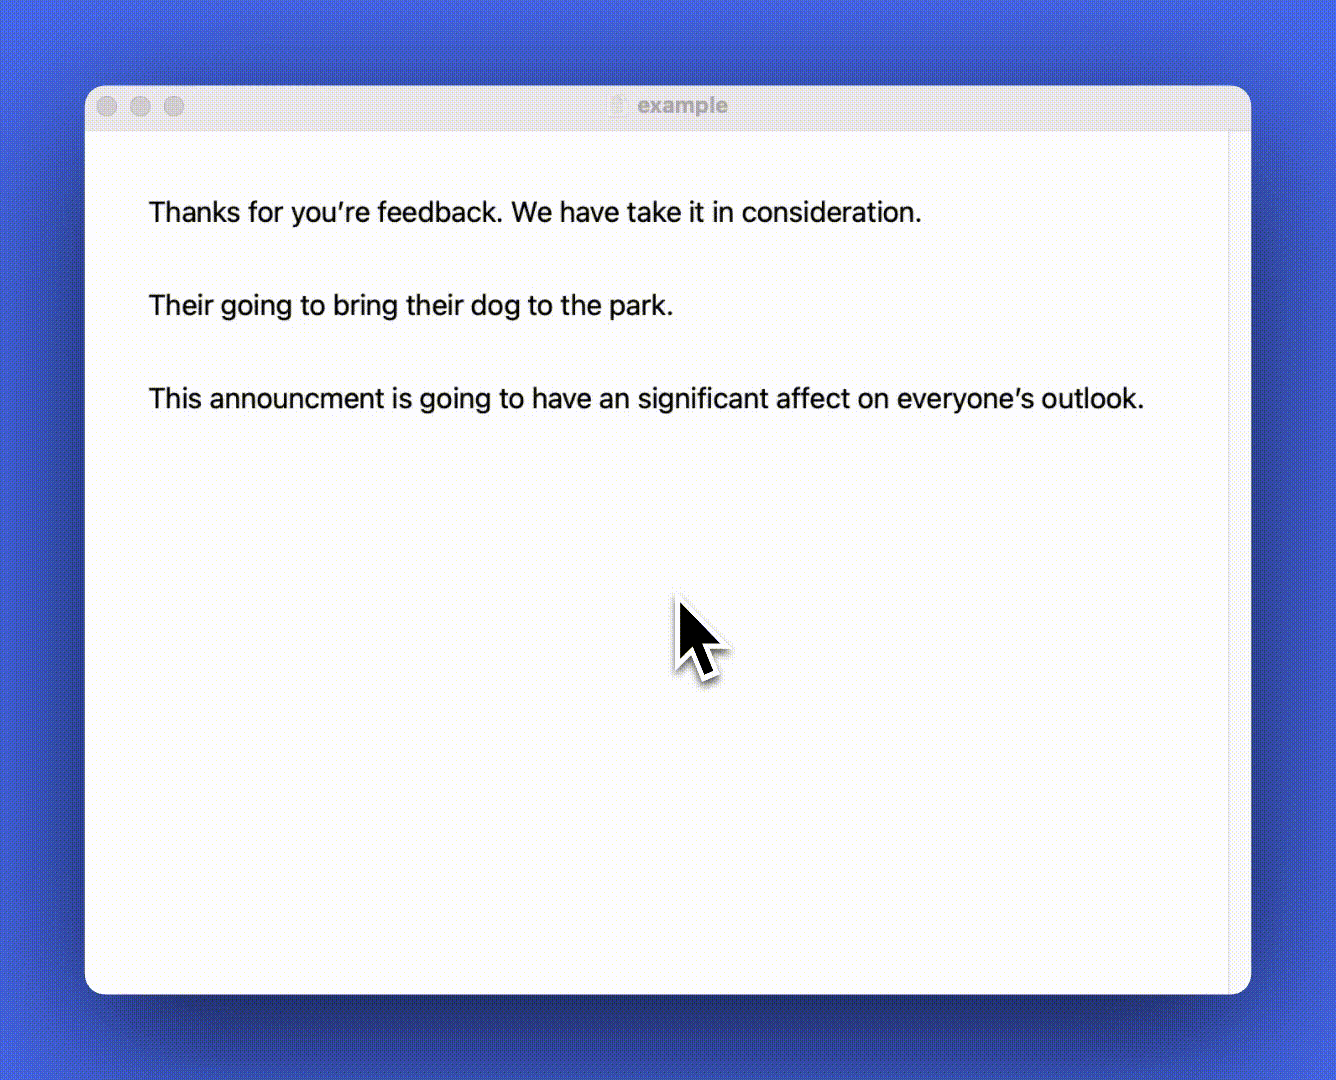 example
Thanks for you’re feedback. We have take it in consideration.
Their going to bring their dog to the park.
This announcment is going to have an significant affect on everyone’s outlook.